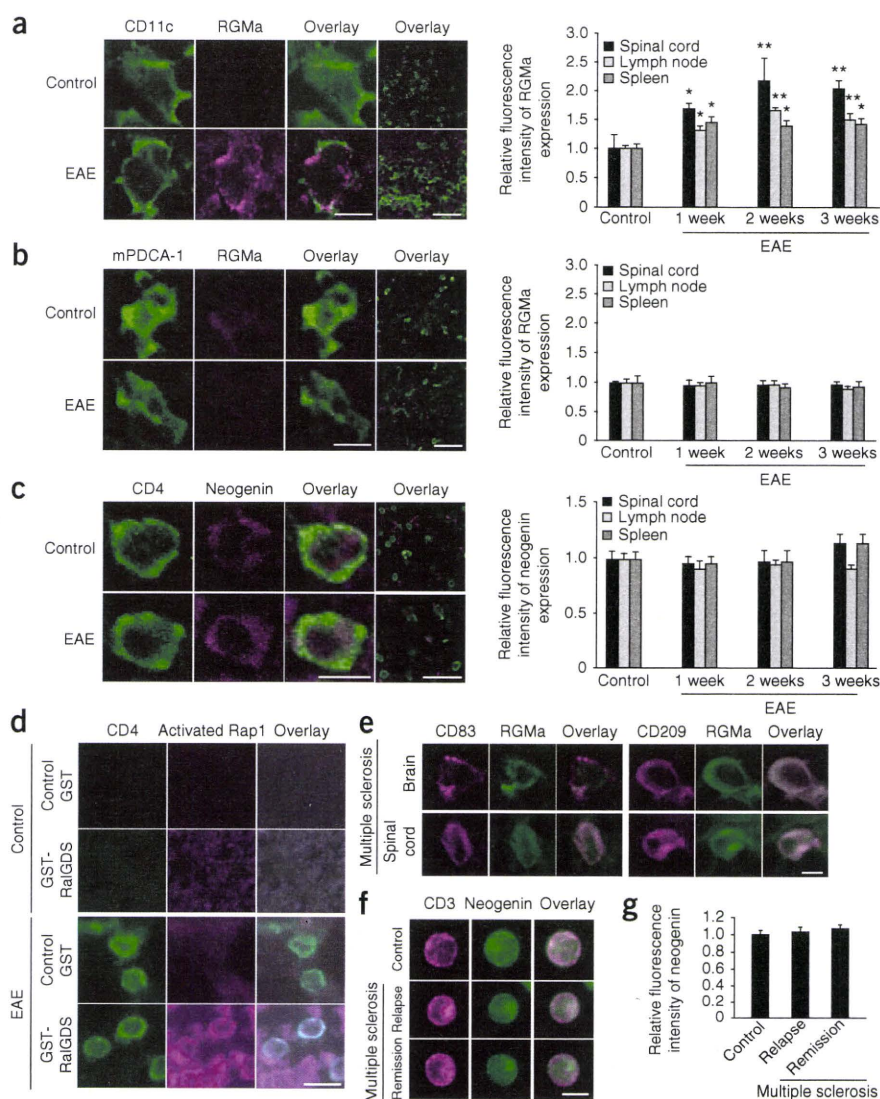 a
CD11c RGMa Overlay Overlay
Control
EAE
Relative fluorescence
intensity of RGMa
expression
3.0
2.5
2.0
1.5
1.0
0
Spinal cord
Lymph node
Spleen
* * *
** ** *
** ** *
Control 1 week 2 weeks 3 weeks
EAE
b
mPDCA-1 RGMa Overlay Overlay
Control
EAE
Relative fluorescence
intensity of RGMa
expression
3.0
2.5
2.0
1.5
1.0
0
Spinal cord
Lymph node
Spleen
Control 1 week 2 weeks 3 weeks
EAE
c
CD4 Neogenin Overlay Overlay
Control
EAE
Relative fluorescence
intensity of neogenin
expression
1.5
1.0
0
Spinal cord
Lymph node
Spleen
Control 1 week 2 weeks 3 weeks
EAE
d
CD4 Activated Rap1 Overlay
Control
Control
GST
GST-
RalGDS
EAE
Control
GST
GST-
RalGDS
e
CD83 RGMa Overlay CD209 RGMa Overlay
Multiple sclerosis
Brain
Spinal
cord
f
CD3 Neogenin Overlay
Control
Multiple sclerosis
Relapse
Remission
g
Relative fluorescence
intensity of neogenin
1.2
1.0
0.8
0.6
0.4
0.2
0
Control
Relapse
Remission
Multiple sclerosis